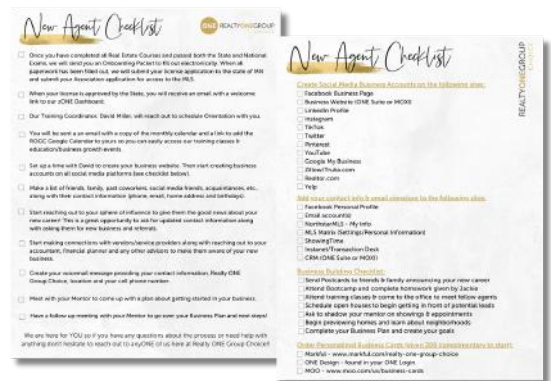 New Agent Checklist
ONE REALTYONEGROUP
Once you have completed all Real Estate Courses and passed both the State and National
Exams, we will send you an Onboarding Packet to fill out electronically. When all
paperwork has been filled out, we will submit your license application to the state of MN
and submit your Association application for access to the MLS.
When your license is approved by the State, you will receive an email with a welcome
link to our zONE Dashboard.
Our Training Coordinator, David Miller, will reach out to schedule Orientation with you.
You will be sent a an email with a copy of the monthly calendar and a link to add the
ROGC Google Calendar to yours so you can easily access our training classes &
education/business growth events.
Set up a time with David to create your business website. Then start creating business
accounts on all social media platforms (see checklist below).
Make a list of friends, family, past coworkers, social media friends, acquaintances, etc.,
along with their contact information (phone, email, home address and birthdays).
Start reaching out to your sphere of influence to give them the good news about your
new career! This is a great opportunity to ask for updated contact information along
with asking them for new business and referrals.
Start making connections with vendors/service providers along with reaching out to your
accountant, financial planner and any other advisors to make them aware of your new
business.
Create your voicemail message providing your contact information, Realty ONE
Group Choice, location and your cell phone number.
Meet with your Mentor to come up with a plan about getting started in your business.
Have a follow up meeting with your Mentor to go over your Business Plan and next steps!
We are here for YOU so if you have any questions about the process or need help with
anything don't hesitate to reach out to anyONE of us here at Realty ONE Group Choice!!
New Agent Checklist
REALTYONEGROUP
CHOICE
Create Social Media Business Accounts on the following sites:
Facebook Business Page
Business Website (ONE Suite or MOXI)
LinkedIn Profile
Instagram
TikTok
Twitter
Pinterest
YouTube
Google My Business
Zillow/Trulia.com
Realtor.com
Yelp
Add your contact info & email signatures to the following sites:
Facebook Personal Profile
Email account(s)
NorthstarMLS - My Info
MLS Matrix (Settings/Personal Information)
ShowingTime
Instanet/Transaction Desk
CRM (ONE Suite or MOXI)
Business Building Checklist:
Send Postcards to friends & family announcing your new career
Attend Bootcamp and complete homework given by Jackie
Attend training classes & come to the office to meet fellow agents
Schedule open houses to begin getting in front of potential leads
Ask to shadow your mentor on showings & appointments
Begin previewing homes and learn about neighborhoods
Complete your Business Plan and create your goals
Order Personalized Business Cards (given 200 complimentary to start):
Markful - www.markful.com/realty-one-group-choice
ONE Design - found in your ONE Login
MOO - www.moo.com/us/business-cards